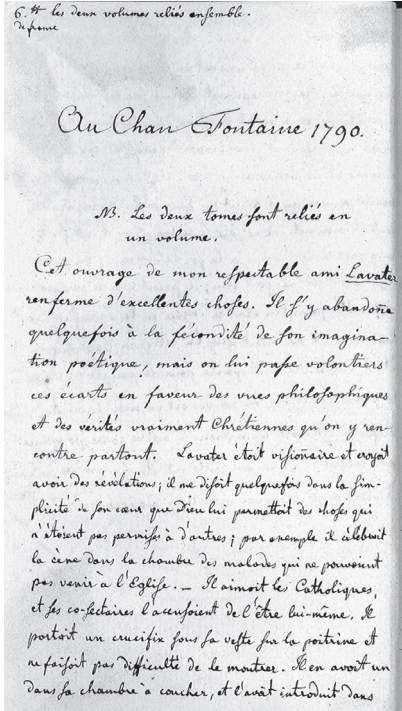 6.tt les deux volumes reliés ensemble.
de france
Au Chan Fontaine 1790.
NB. Les deux tomes sont reliés en
un volume.
Cet ouvrage de mon respectable ami Lavater
renferme d'excellentes choses. Il s'y abandone
quelquefois à la fécondité de son imagina-
tion poétique, mais on lui passe volontiers
ces écarts en faveur des vues philosophiques
et des vérités vraiment Chrétiennes qu'on y ren-
contre partout. Lavater étoit visionaire et croyoit
avoir des révélations; il me disoit quelquefois dans la sim-
plicité de son cœur que Dieu lui permettoit des choses qui
n'étoient pas permises à d'autres; par exemple il célébroit
la cène dans la chambre des malades qui ne pouvoient
pas venir à l'Eglise. — Il aimoit les Catholiques,
et ses co-sectaires l'accusoient de l'être lui-même. Il
portoit un crucifix sous sa veste sur la poitrine et
ne faisoit pas difficulté de le montrer. Il en avoit un
dans sa chambre à coucher, et l'avoit introduit dans